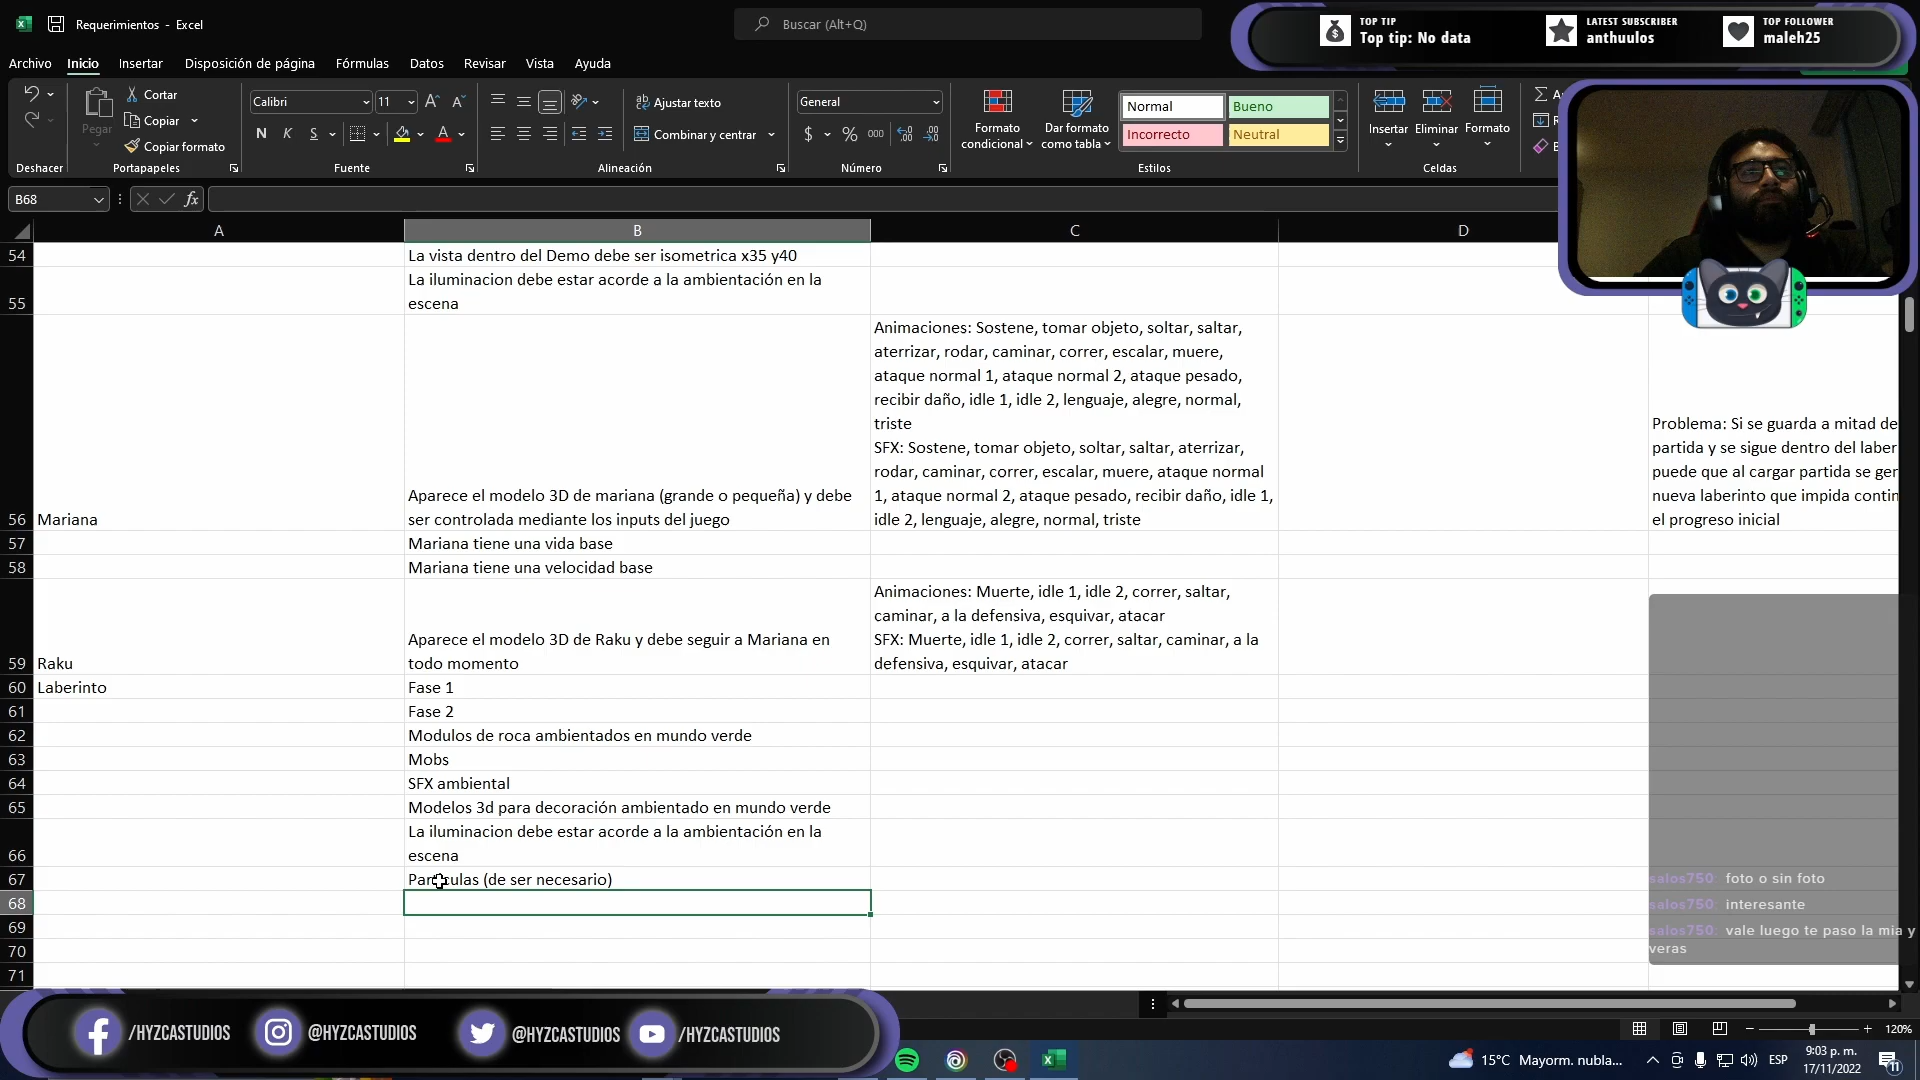 Requerimientos - Excel
Buscar (Alt+Q)
TOP TIP
Top tip: No data
LATEST SUBSCRIBER
anthuulos
TOP FOLLOWER
maleh25
Archivo Inicio Insertar Disposición de página Fórmulas Datos Revisar Vista Ayuda
Pegar
Cortar
Copiar
Copiar formato
Calibri 11
N K S
Ajustar texto
Combinar y centrar
General
$ % 000
Formato condicional
Dar formato como tabla
Normal Bueno
Incorrecto Neutral
Insertar Eliminar Formato
Deshacer Portapapeles Fuente Alineación Número Estilos Celdas
B68 fx
A B C D
54 La vista dentro del Demo debe ser isometrica x35 y40
La iluminacion debe estar acorde a la ambientación en la
55 escena
Animaciones: Sostene, tomar objeto, soltar, saltar,
aterrizar, rodar, caminar, correr, escalar, muere,
ataque normal 1, ataque normal 2, ataque pesado,
recibir daño, idle 1, idle 2, lenguaje, alegre, normal,
triste
SFX: Sostene, tomar objeto, soltar, saltar, aterrizar,
rodar, caminar, correr, escalar, muere, ataque normal
1, ataque normal 2, ataque pesado, recibir daño, idle 1,
idle 2, lenguaje, alegre, normal, triste
Aparece el modelo 3D de mariana (grande o pequeña) y debe
ser controlada mediante los inputs del juego
56 Mariana
Problema: Si se guarda a mitad de
partida y se sigue dentro del laber
puede que al cargar partida se ger
nueva laberinto que impida contin
el progreso inicial
57 Mariana tiene una vida base
58 Mariana tiene una velocidad base
Animaciones: Muerte, idle 1, idle 2, correr, saltar,
caminar, a la defensiva, esquivar, atacar
SFX: Muerte, idle 1, idle 2, correr, saltar, caminar, a la
defensiva, esquivar, atacar
Aparece el modelo 3D de Raku y debe seguir a Mariana en
todo momento
59 Raku
60 Laberinto Fase 1
61 Fase 2
62 Modulos de roca ambientados en mundo verde
63 Mobs
64 SFX ambiental
65 Modelos 3d para decoración ambientado en mundo verde
La iluminacion debe estar acorde a la ambientación en la
66 escena
67 (de ser necesario)
68
69
70
71
salos750: foto o sin foto
salos750: interesante
salos750: vale luego te paso la mia y
veras
/HYZCASTUDIOS @HYZCASTUDIOS @HYZCASTUDIOS /HYZCASTUDIOS
120%
15°C Mayorm. nubla...
ESP
9:03 p. m.
17/11/2022
11